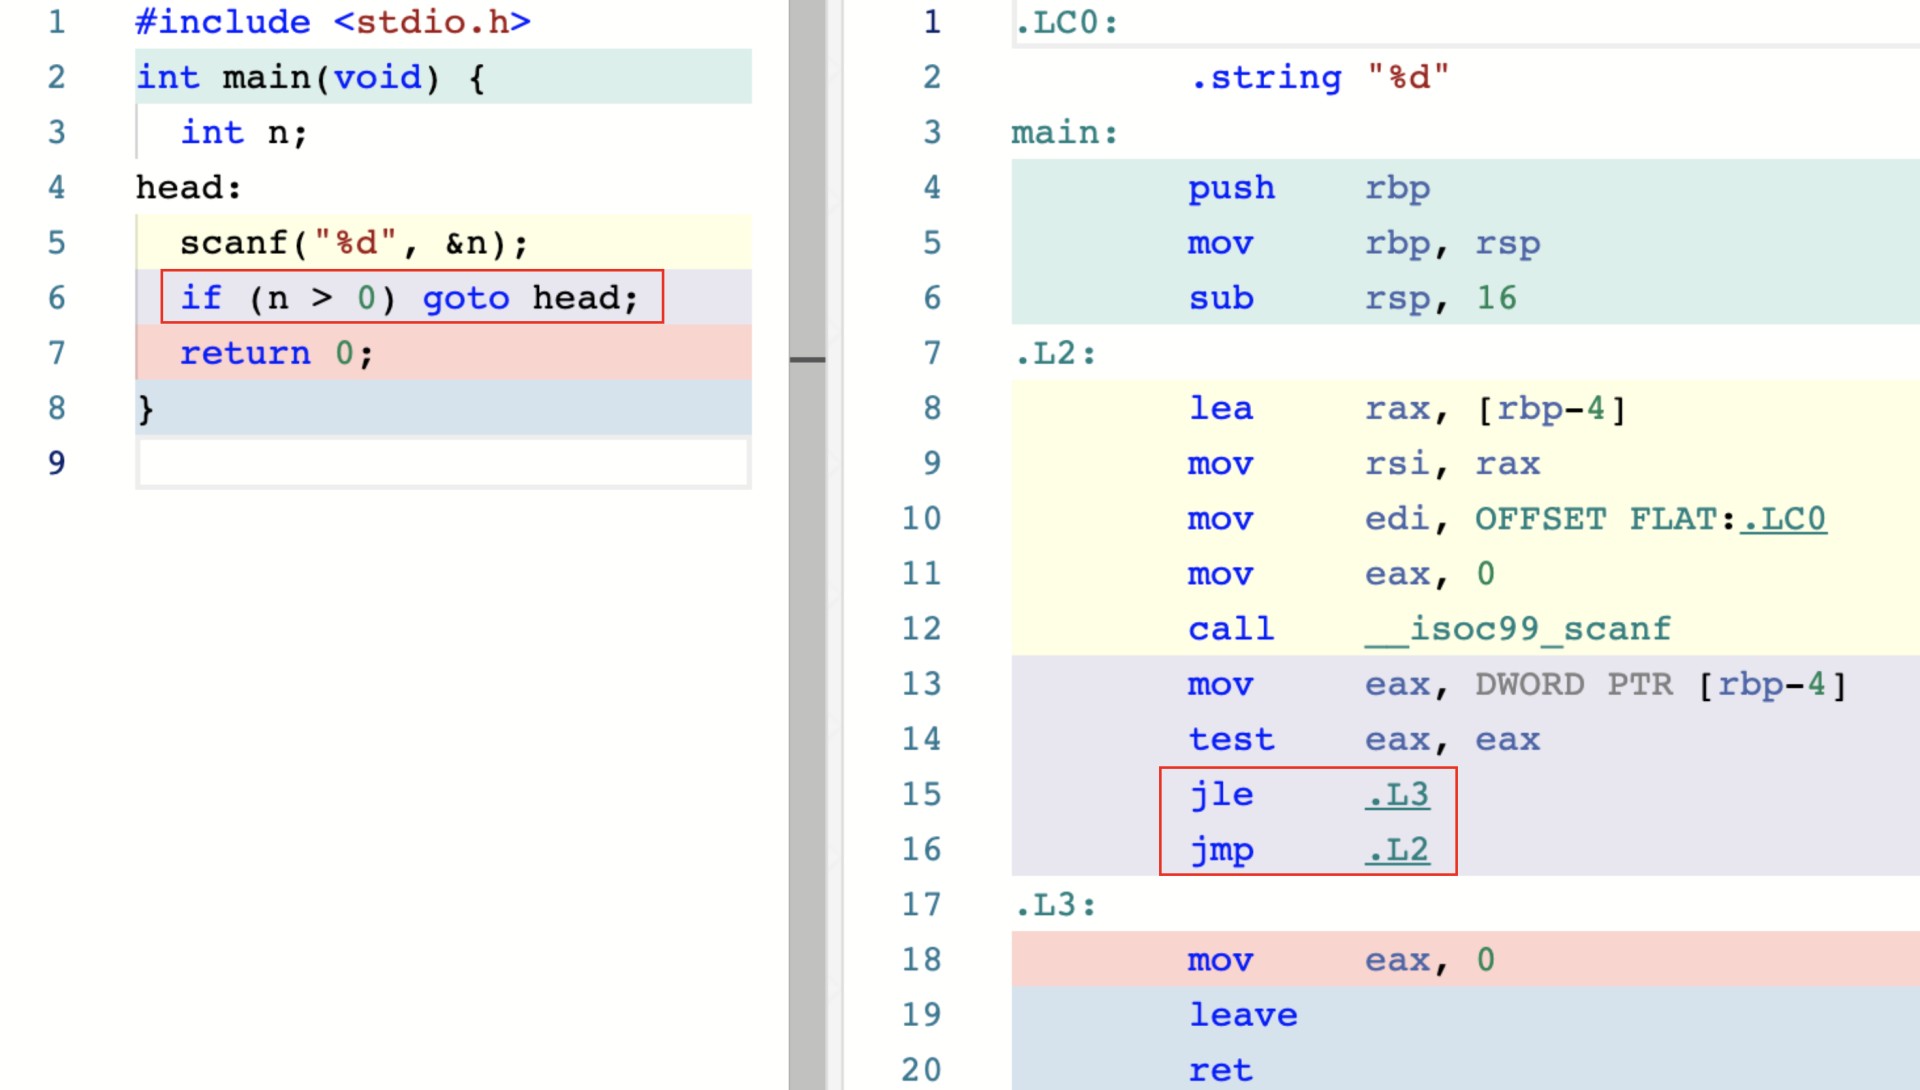 1 #include <stdio.h>
2 int main(void) {
3   int n;
4 head:
5   scanf("%d", &n);
6   if (n > 0) goto head;
7   return 0;
8 }
9
1 .LC0:
2         .string "%d"
3 main:
4         push    rbp
5         mov     rbp, rsp
6         sub     rsp, 16
7 .L2:
8         lea     rax, [rbp-4]
9         mov     rsi, rax
10         mov     edi, OFFSET FLAT:.LC0
11         mov     eax, 0
12         call    __isoc99_scanf
13         mov     eax, DWORD PTR [rbp-4]
14         test    eax, eax
15         jle     .L3
16         jmp     .L2
17 .L3:
18         mov     eax, 0
19         leave
20         ret